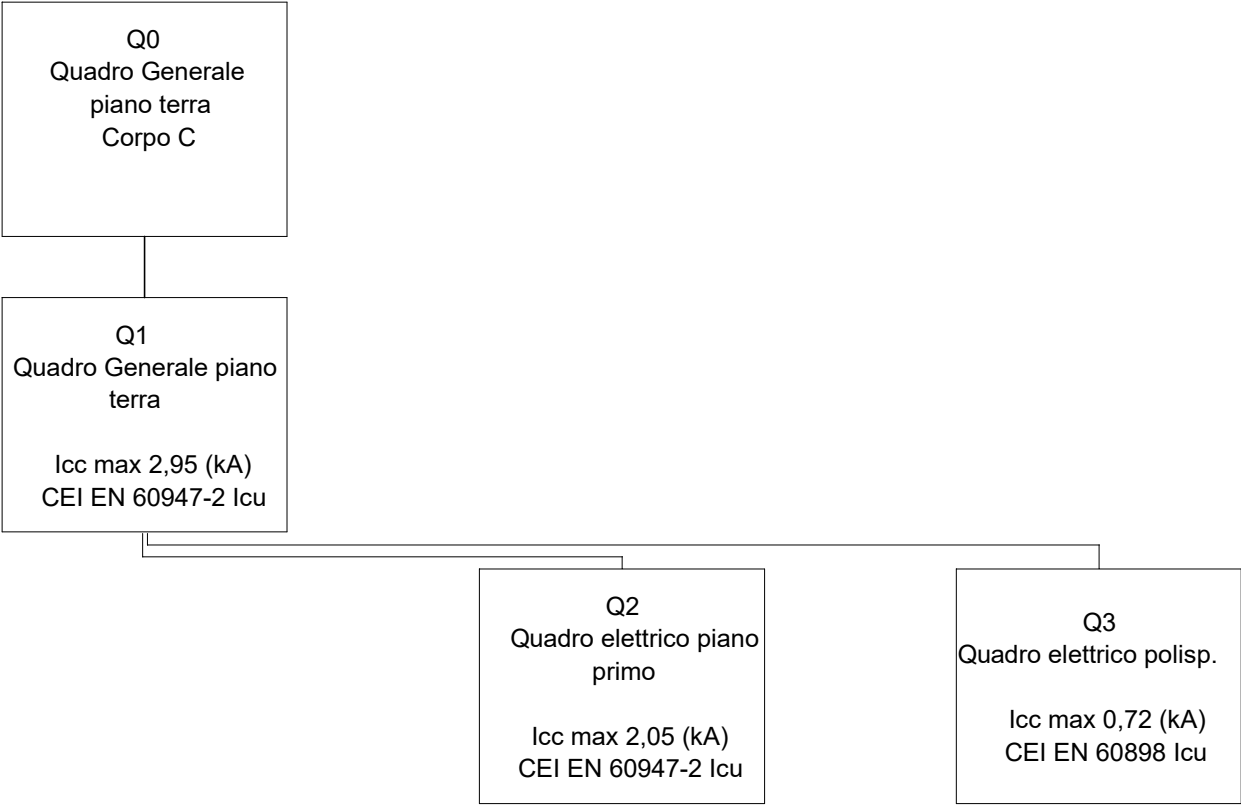 Q0
Quadro Generale
piano terra
Corpo C
Q1
Quadro Generale piano
terra
Icc max 2,95 (kA)
CEI EN 60947-2 Icu
Q2
Quadro elettrico piano
primo
Icc max 2,05 (kA)
CEI EN 60947-2 Icu
Q3
Quadro elettrico polisp.
Icc max 0,72 (kA)
CEI EN 60898 Icu